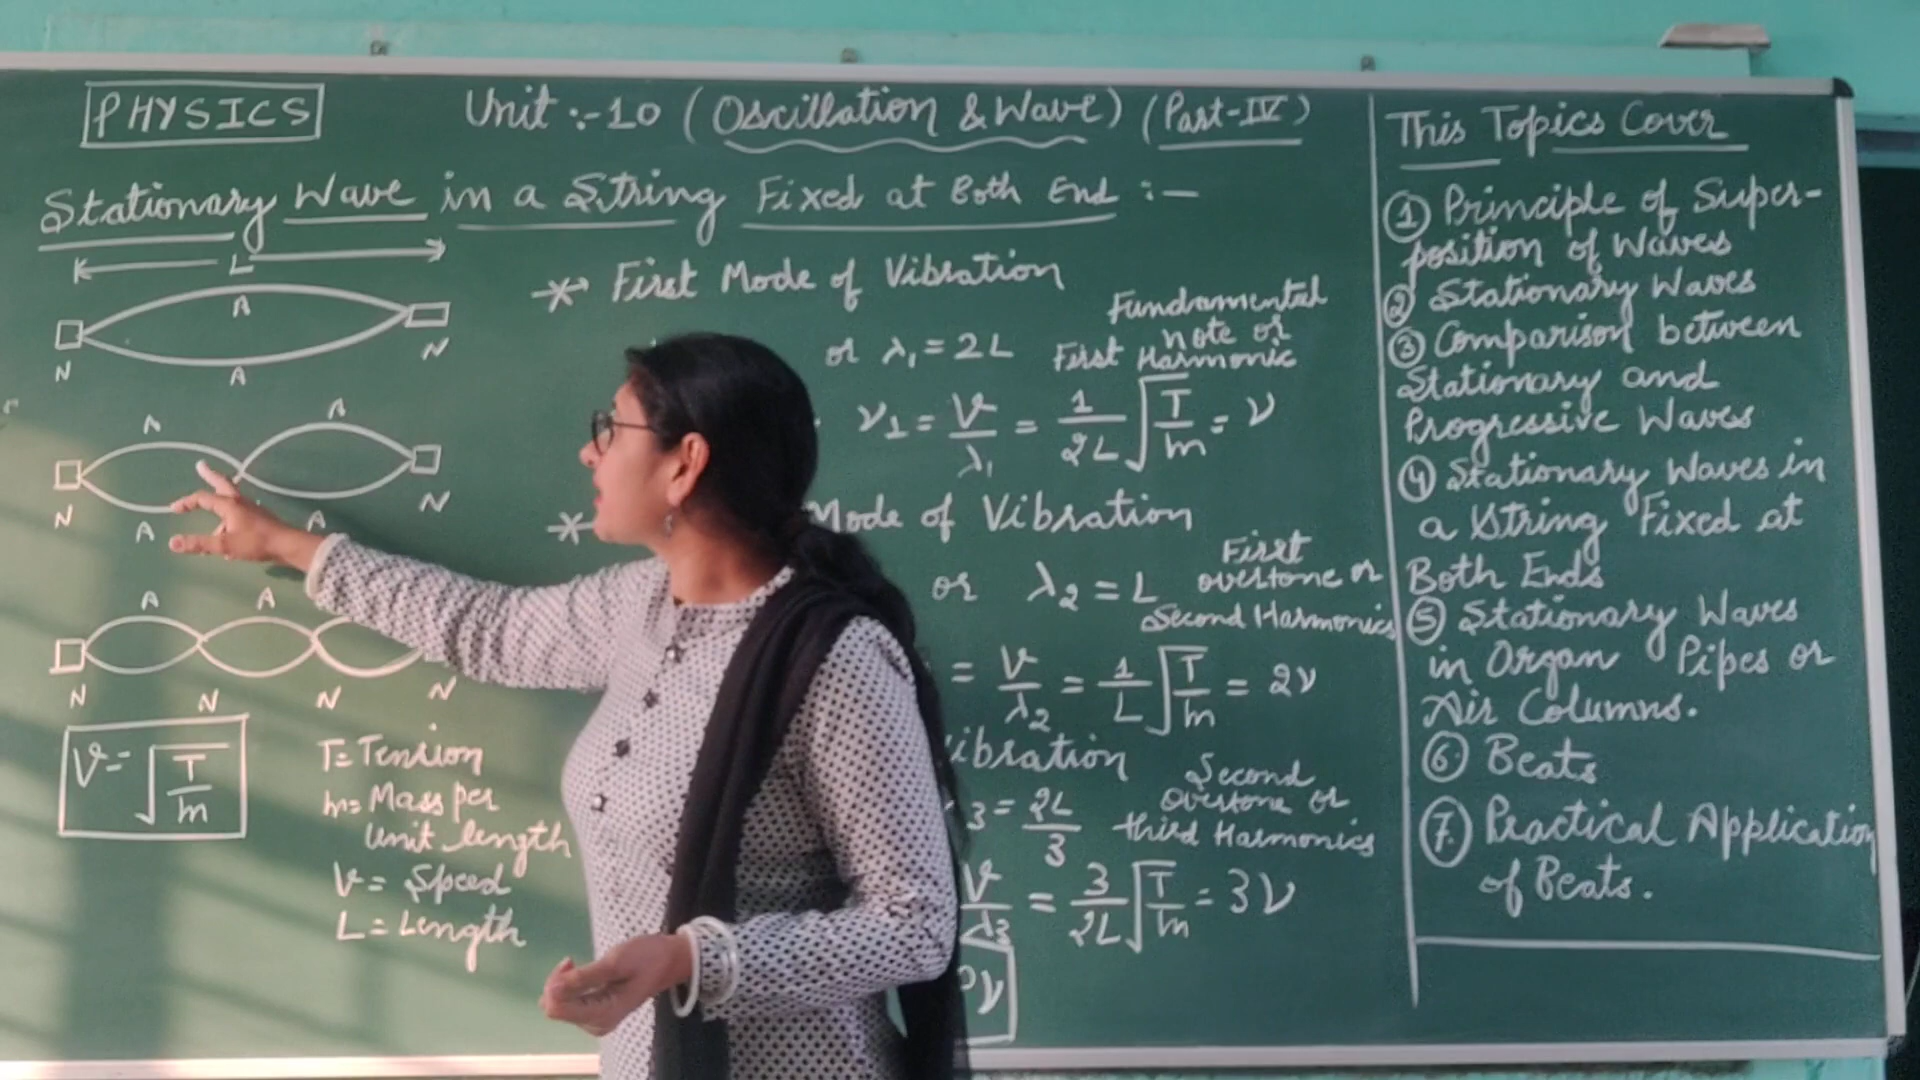 PHYSICS
Unit :-10 (Oscillation & Wave) (Part-IV)
Stationary Wave in a String Fixed at Both End :-
L
A
N
A
N
A
A
N
A
A
N
A
A
N
N
N
N
V = √T/m
T = Tension
m = Mass per
Unit length
V = Speed
L = Length
* First Mode of Vibration
or λ₁ = 2L
Fundamental
note or
First Harmonic
ν₁ = V/λ₁ = 1/2L √T/m = ν
* Mode of Vibration
or λ₂ = L
First
overtone or
Second Harmonics
= V/λ₂ = 1/L √T/m = 2ν
ibration
3 = 2L/3
Second
overtone or
third Harmonics
V/λ₃ = 3/2L √T/m = 3ν
ν
This Topics Cover
① Principle of Super-
position of Waves
② Stationary Waves
③ Comparison between
Stationary and
Progressive Waves
④ Stationary Waves in
a String Fixed at
Both Ends
⑤ Stationary Waves
in Organ Pipes or
Air Columns.
⑥ Beats
⑦. Practical Application
of Beats.